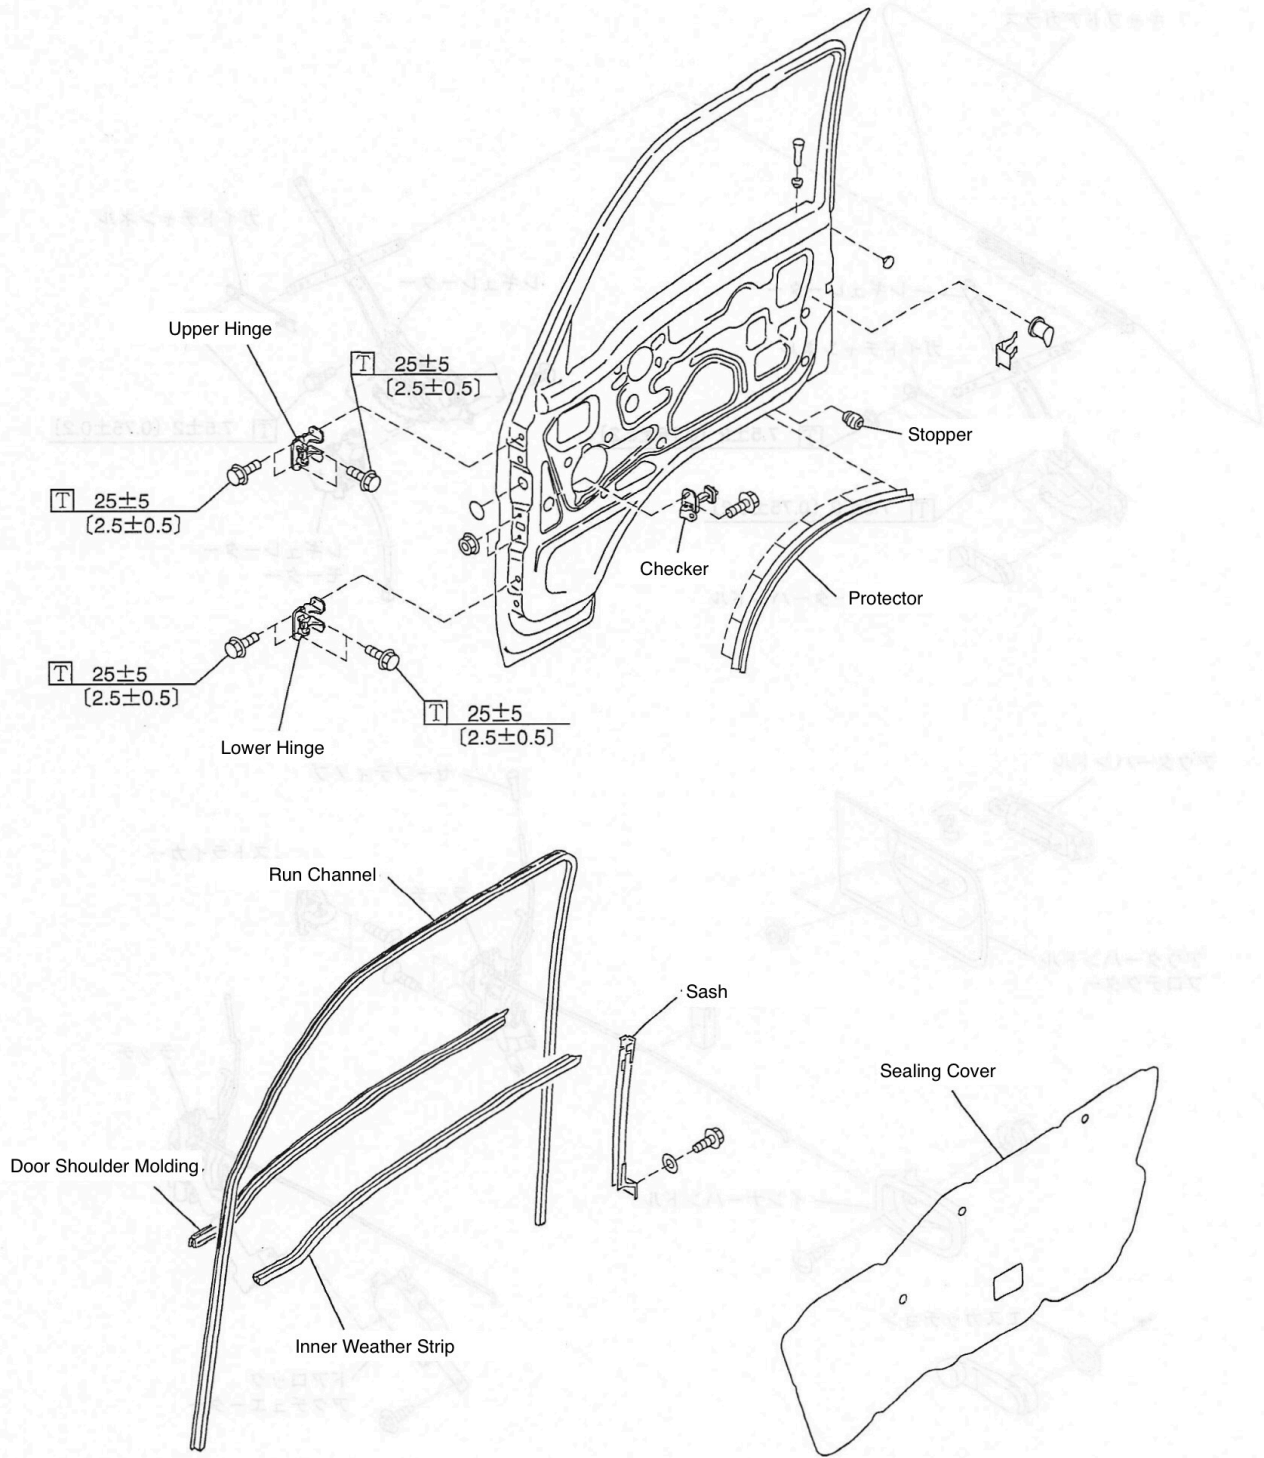 Upper Hinge
T 25±5
〔2.5±0.5〕
Stopper
T 25±5
〔2.5±0.5〕
Checker
Protector
T 25±5
〔2.5±0.5〕
T 25±5
〔2.5±0.5〕
Lower Hinge
Run Channel
Sash
Sealing Cover
Door Shoulder Molding
Inner Weather Strip